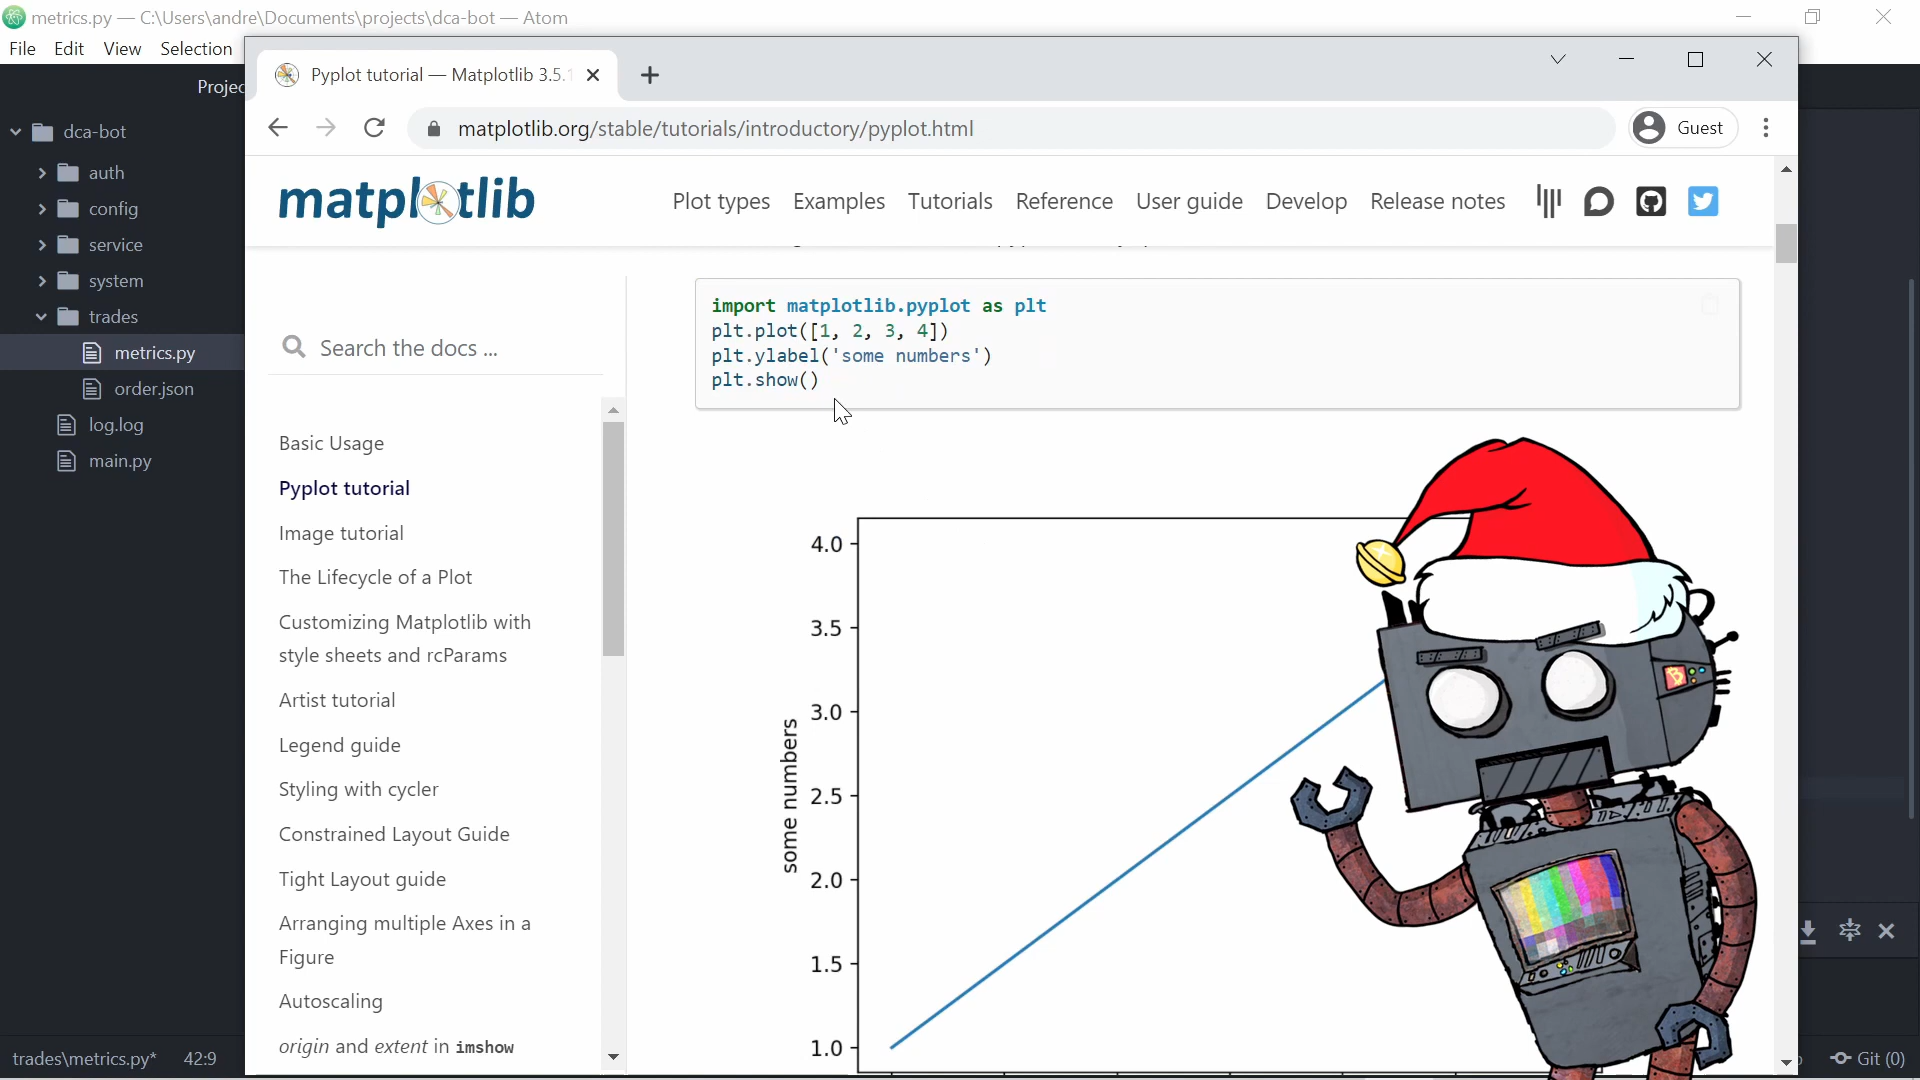 metrics.py — C:\Users\andre\Documents\projects\dca-bot — Atom
File Edit View Selection
Projec
dca-bot
auth
config
service
system
trades
metrics.py
order.json
log.log
main.py
trades\metrics.py* 42:9
Pyplot tutorial — Matplotlib 3.5.1
matplotlib.org/stable/tutorials/introductory/pyplot.html
Guest
matplotlib
Plot types Examples Tutorials Reference User guide Develop Release notes
Search the docs ...
Basic Usage
Pyplot tutorial
Image tutorial
The Lifecycle of a Plot
Customizing Matplotlib with
style sheets and rcParams
Artist tutorial
Legend guide
Styling with cycler
Constrained Layout Guide
Tight Layout guide
Arranging multiple Axes in a
Figure
Autoscaling
origin and extent in imshow
import matplotlib.pyplot as plt
plt.plot([1, 2, 3, 4])
plt.ylabel('some numbers')
plt.show()
4.0
3.5
3.0
2.5
2.0
1.5
1.0
some numbers
Git (0)